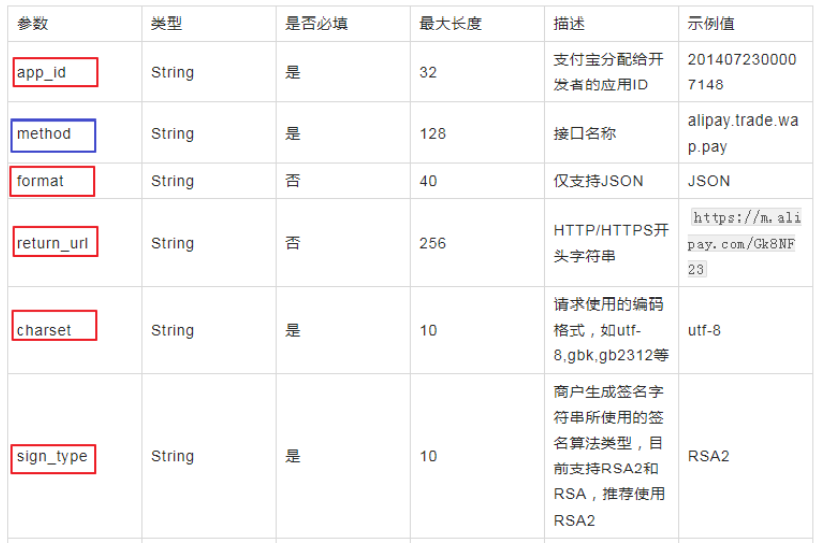 参数 类型 是否必填 最大长度 描述 示例值
app_id String 是 32 支付宝分配给开发者的应用ID 2014072300007148
method String 是 128 接口名称 alipay.trade.wap.pay
format String 否 40 仅支持JSON JSON
return_url String 否 256 HTTP/HTTPS开头字符串 https://m.alipay.com/Gk8NF23
charset String 是 10 请求使用的编码格式，如utf-8,gbk,gb2312等 utf-8
sign_type String 是 10 商户生成签名字符串所使用的签名算法类型，目前支持RSA2和RSA，推荐使用RSA2 RSA2